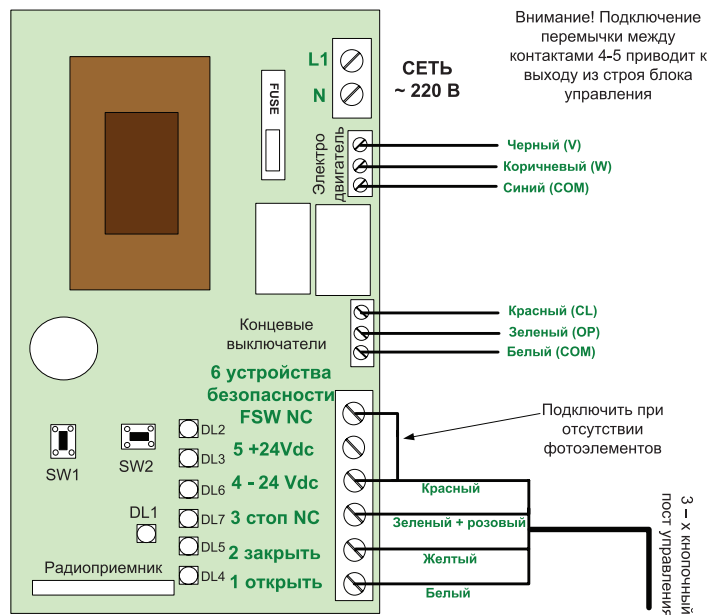 Внимание! Подключение
перемычки между
контактами 4-5 приводит к
выходу из строя блока
управления
L1
N
СЕТЬ
~ 220 В
FUSE
Электро
двигатель
Черный (V)
Коричневый (W)
Синий (COM)
Концевые
выключатели
Красный (CL)
Зеленый (OP)
Белый (COM)
6 устройства
безопасности
FSW NC
5 +24Vdc
4 - 24 Vdc
3 стоп NC
2 закрыть
1 открыть
Подключить при
отсутствии
фотоэлементов
SW1
SW2
DL2
DL3
DL6
DL7
DL5
DL4
DL1
Радиоприемник
Красный
Зеленый + розовый
Желтый
Белый
3 – х кнопочный
пост управления